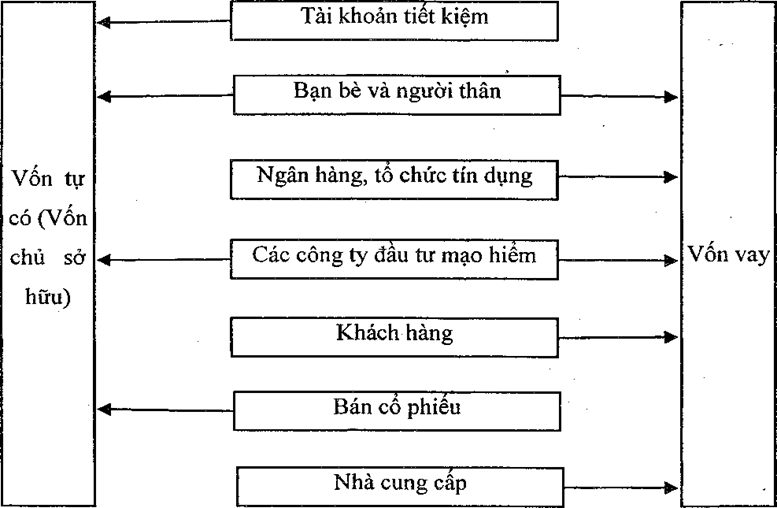 Tài khoản tiết kiệm
Bạn bè và người thân
Ngân hàng, tổ chức tín dụng
Các công ty đầu tư mạo hiểm
Khách hàng
Bán cổ phiếu
Nhà cung cấp
Vốn tự
có (Vốn
chủ sở
hữu)
Vốn vay